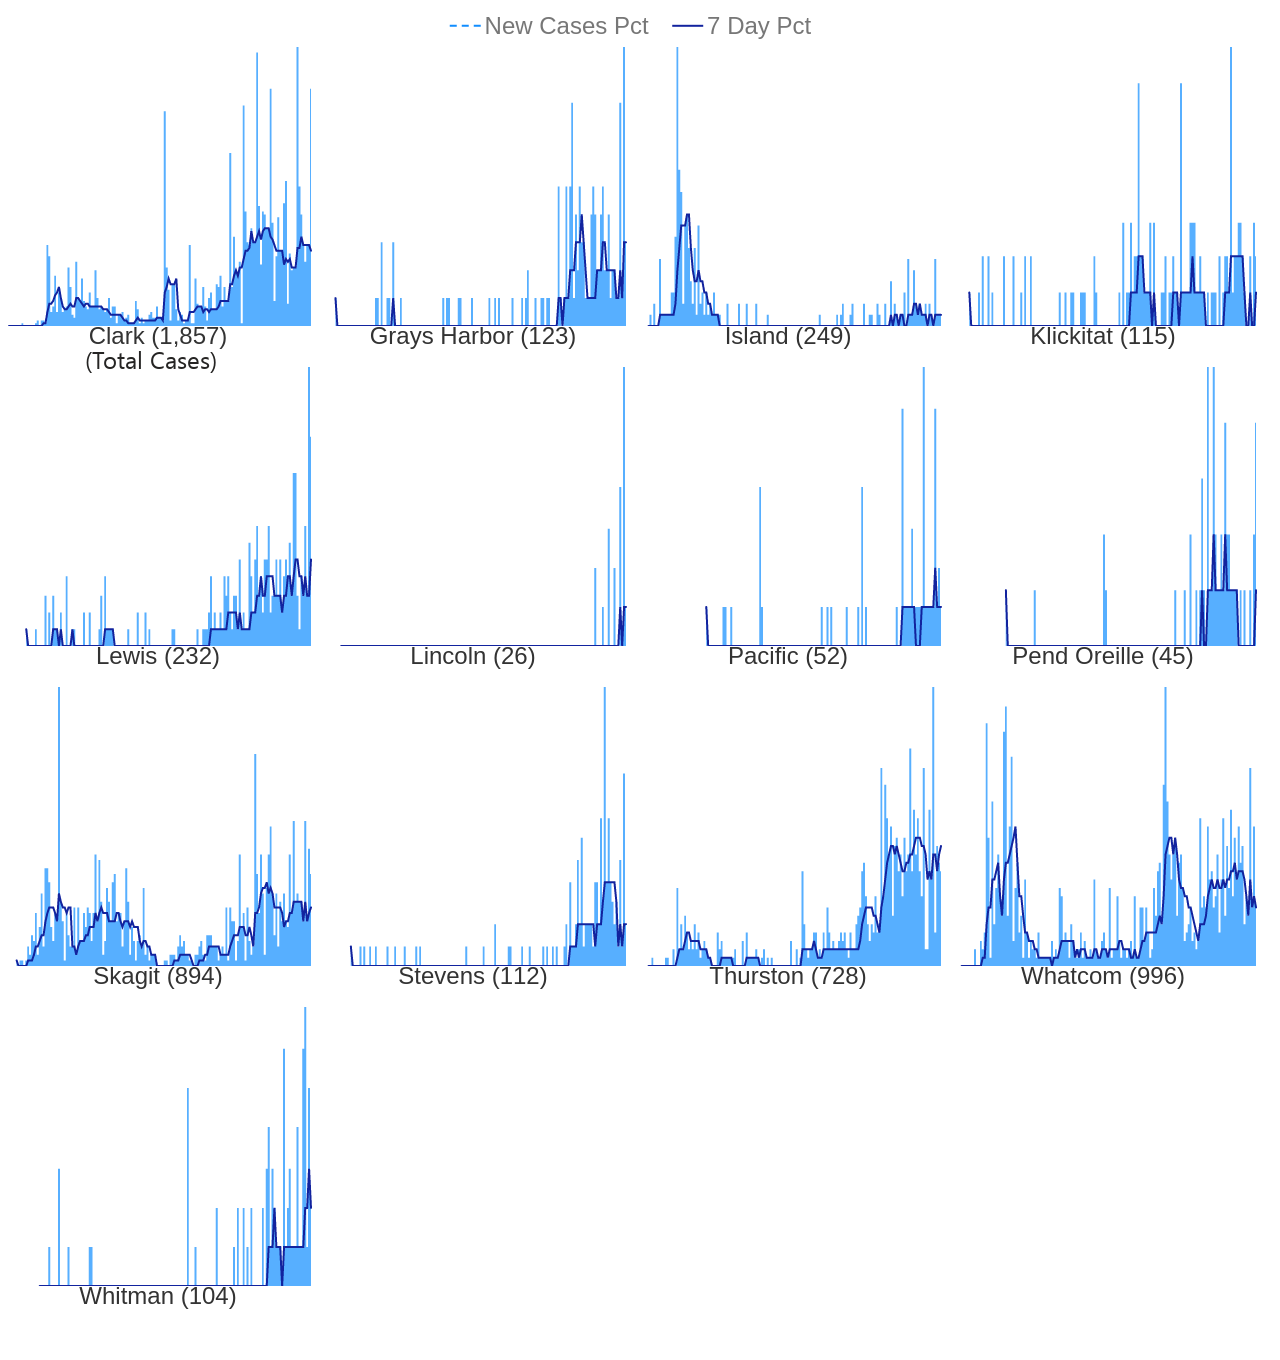 New Cases Pct 7 Day Pct
Clark (1,857) Grays Harbor (123) Island (249) Klickitat (115)
(Total Cases)
Lewis (232) Lincoln (26) Pacific (52) Pend Oreille (45)
Skagit (894) Stevens (112) Thurston (728) Whatcom (996)
Whitman (104)